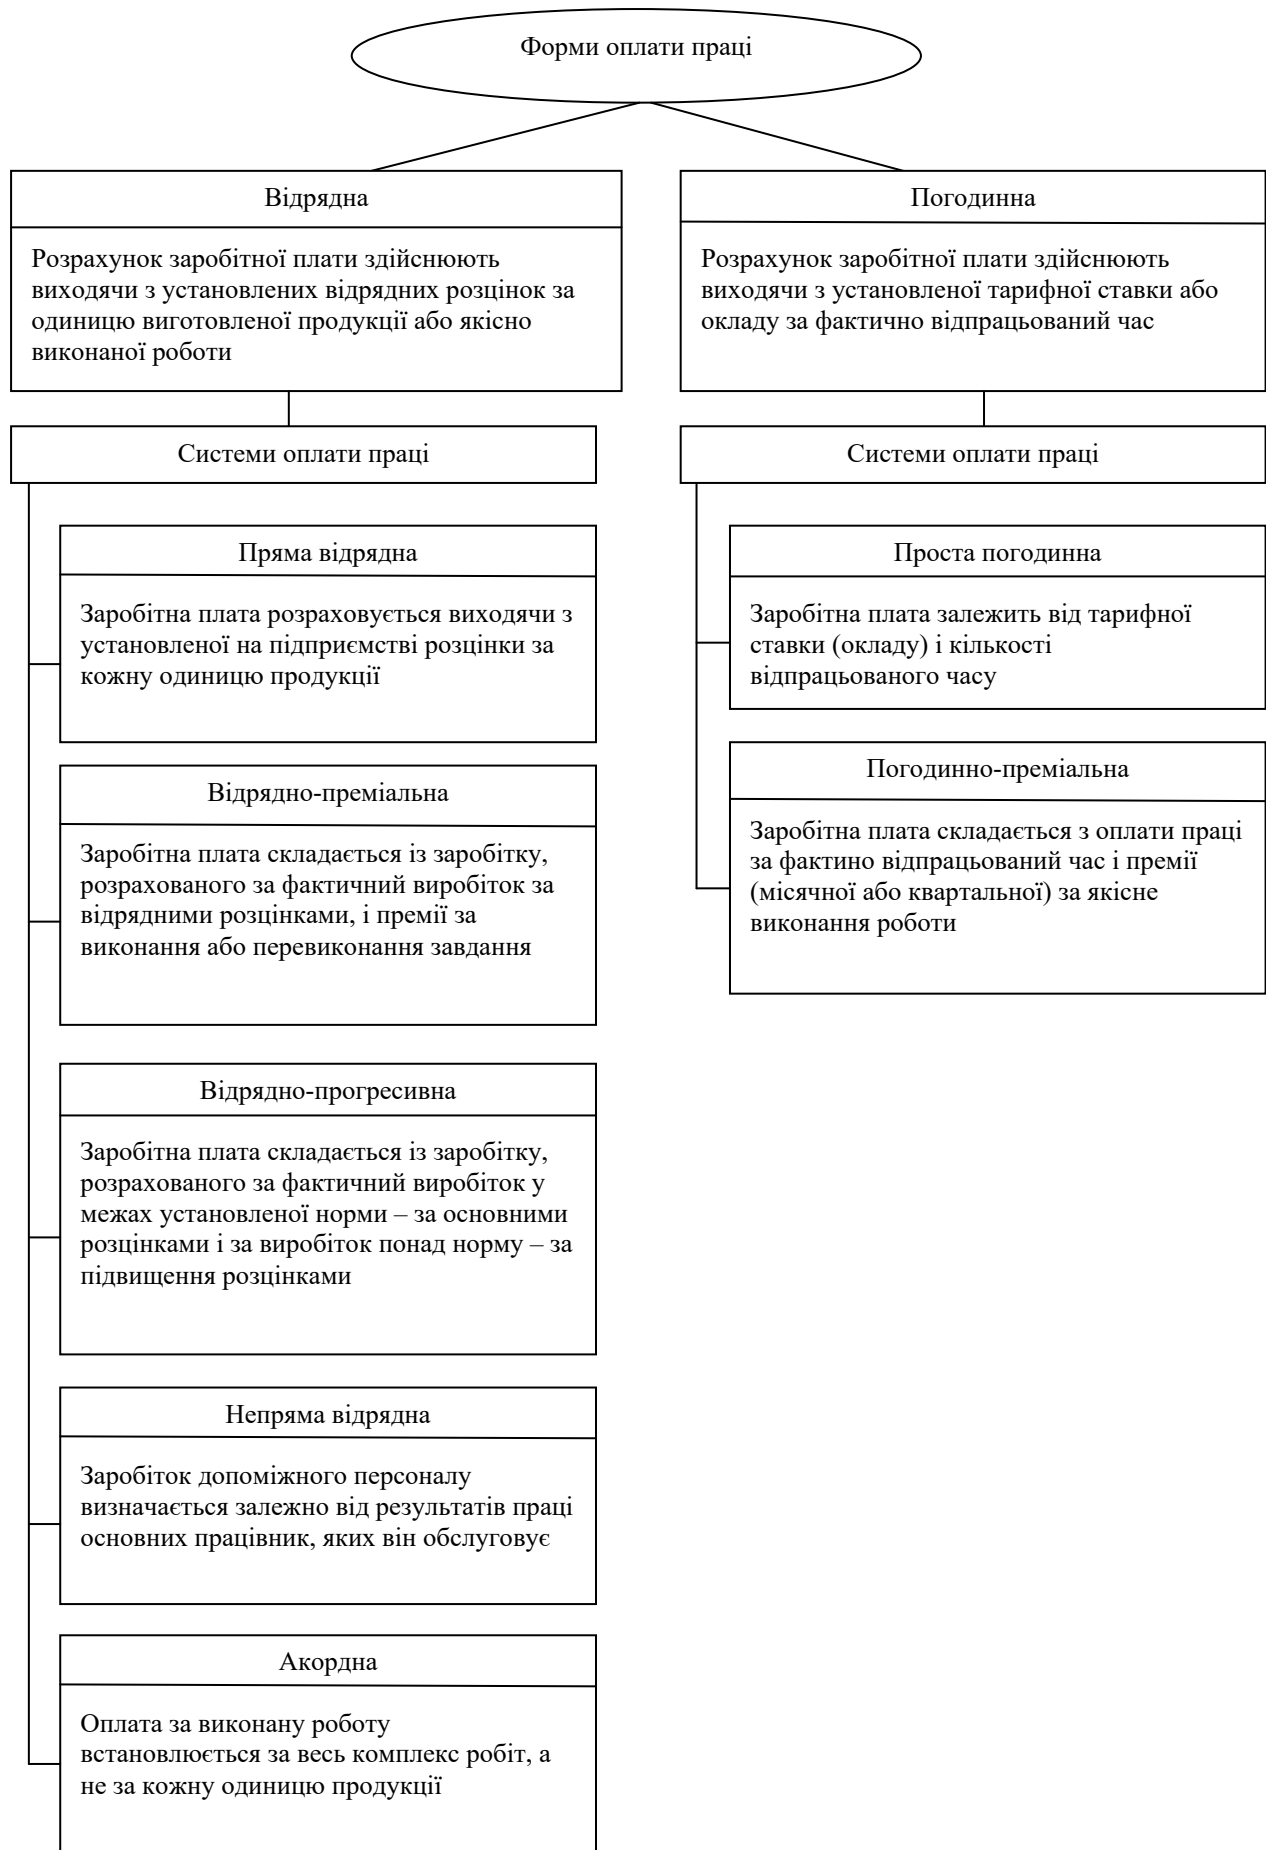 Форми оплати праці
Відрядна
Розрахунок заробітної плати здійснюють
виходячи з установлених відрядних розцінок за
одиницю виготовленої продукції або якісно
виконаної роботи
Системи оплати праці
Пряма відрядна
Заробітна плата розраховується виходячи з
установленої на підприємстві розцінки за
кожну одиницю продукції
Відрядно-преміальна
Заробітна плата складається із заробітку,
розрахованого за фактичний виробіток за
відрядними розцінками, і премії за
виконання або перевиконання завдання
Відрядно-прогресивна
Заробітна плата складається із заробітку,
розрахованого за фактичний виробіток у
межах установленої норми – за основними
розцінками і за виробіток понад норму – за
підвищення розцінками
Непряма відрядна
Заробіток допоміжного персоналу
визначається залежно від результатів праці
основних працівник, яких він обслуговує
Акордна
Оплата за виконану роботу
встановлюється за весь комплекс робіт, а
не за кожну одиницю продукції
Погодинна
Розрахунок заробітної плати здійснюють
виходячи з установленої тарифної ставки або
окладу за фактично відпрацьований час
Системи оплати праці
Проста погодинна
Заробітна плата залежить від тарифної
ставки (окладу) і кількості
відпрацьованого часу
Погодинно-преміальна
Заробітна плата складається з оплати праці
за фактино відпрацьований час і премії
(місячної або квартальної) за якісне
виконання роботи